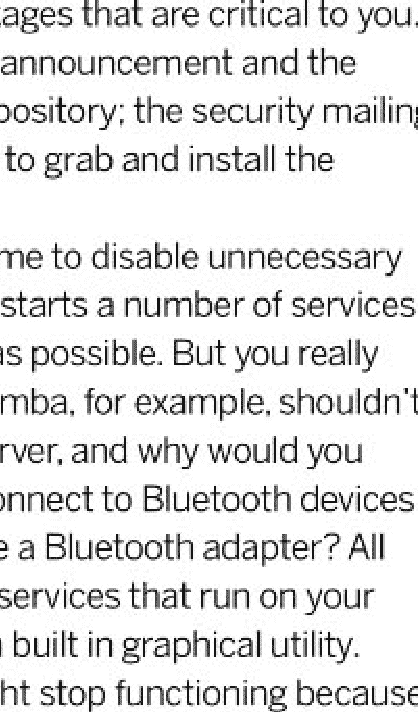 kages that are critical to you.
announcement and the
pository; the security mailing
to grab and install the
me to disable unnecessary
starts a number of services
as possible. But you really
mba, for example, shouldn't
rver, and why would you
onnect to Bluetooth devices
e a Bluetooth adapter? All
services that run on your
built in graphical utility.
ht stop functioning because